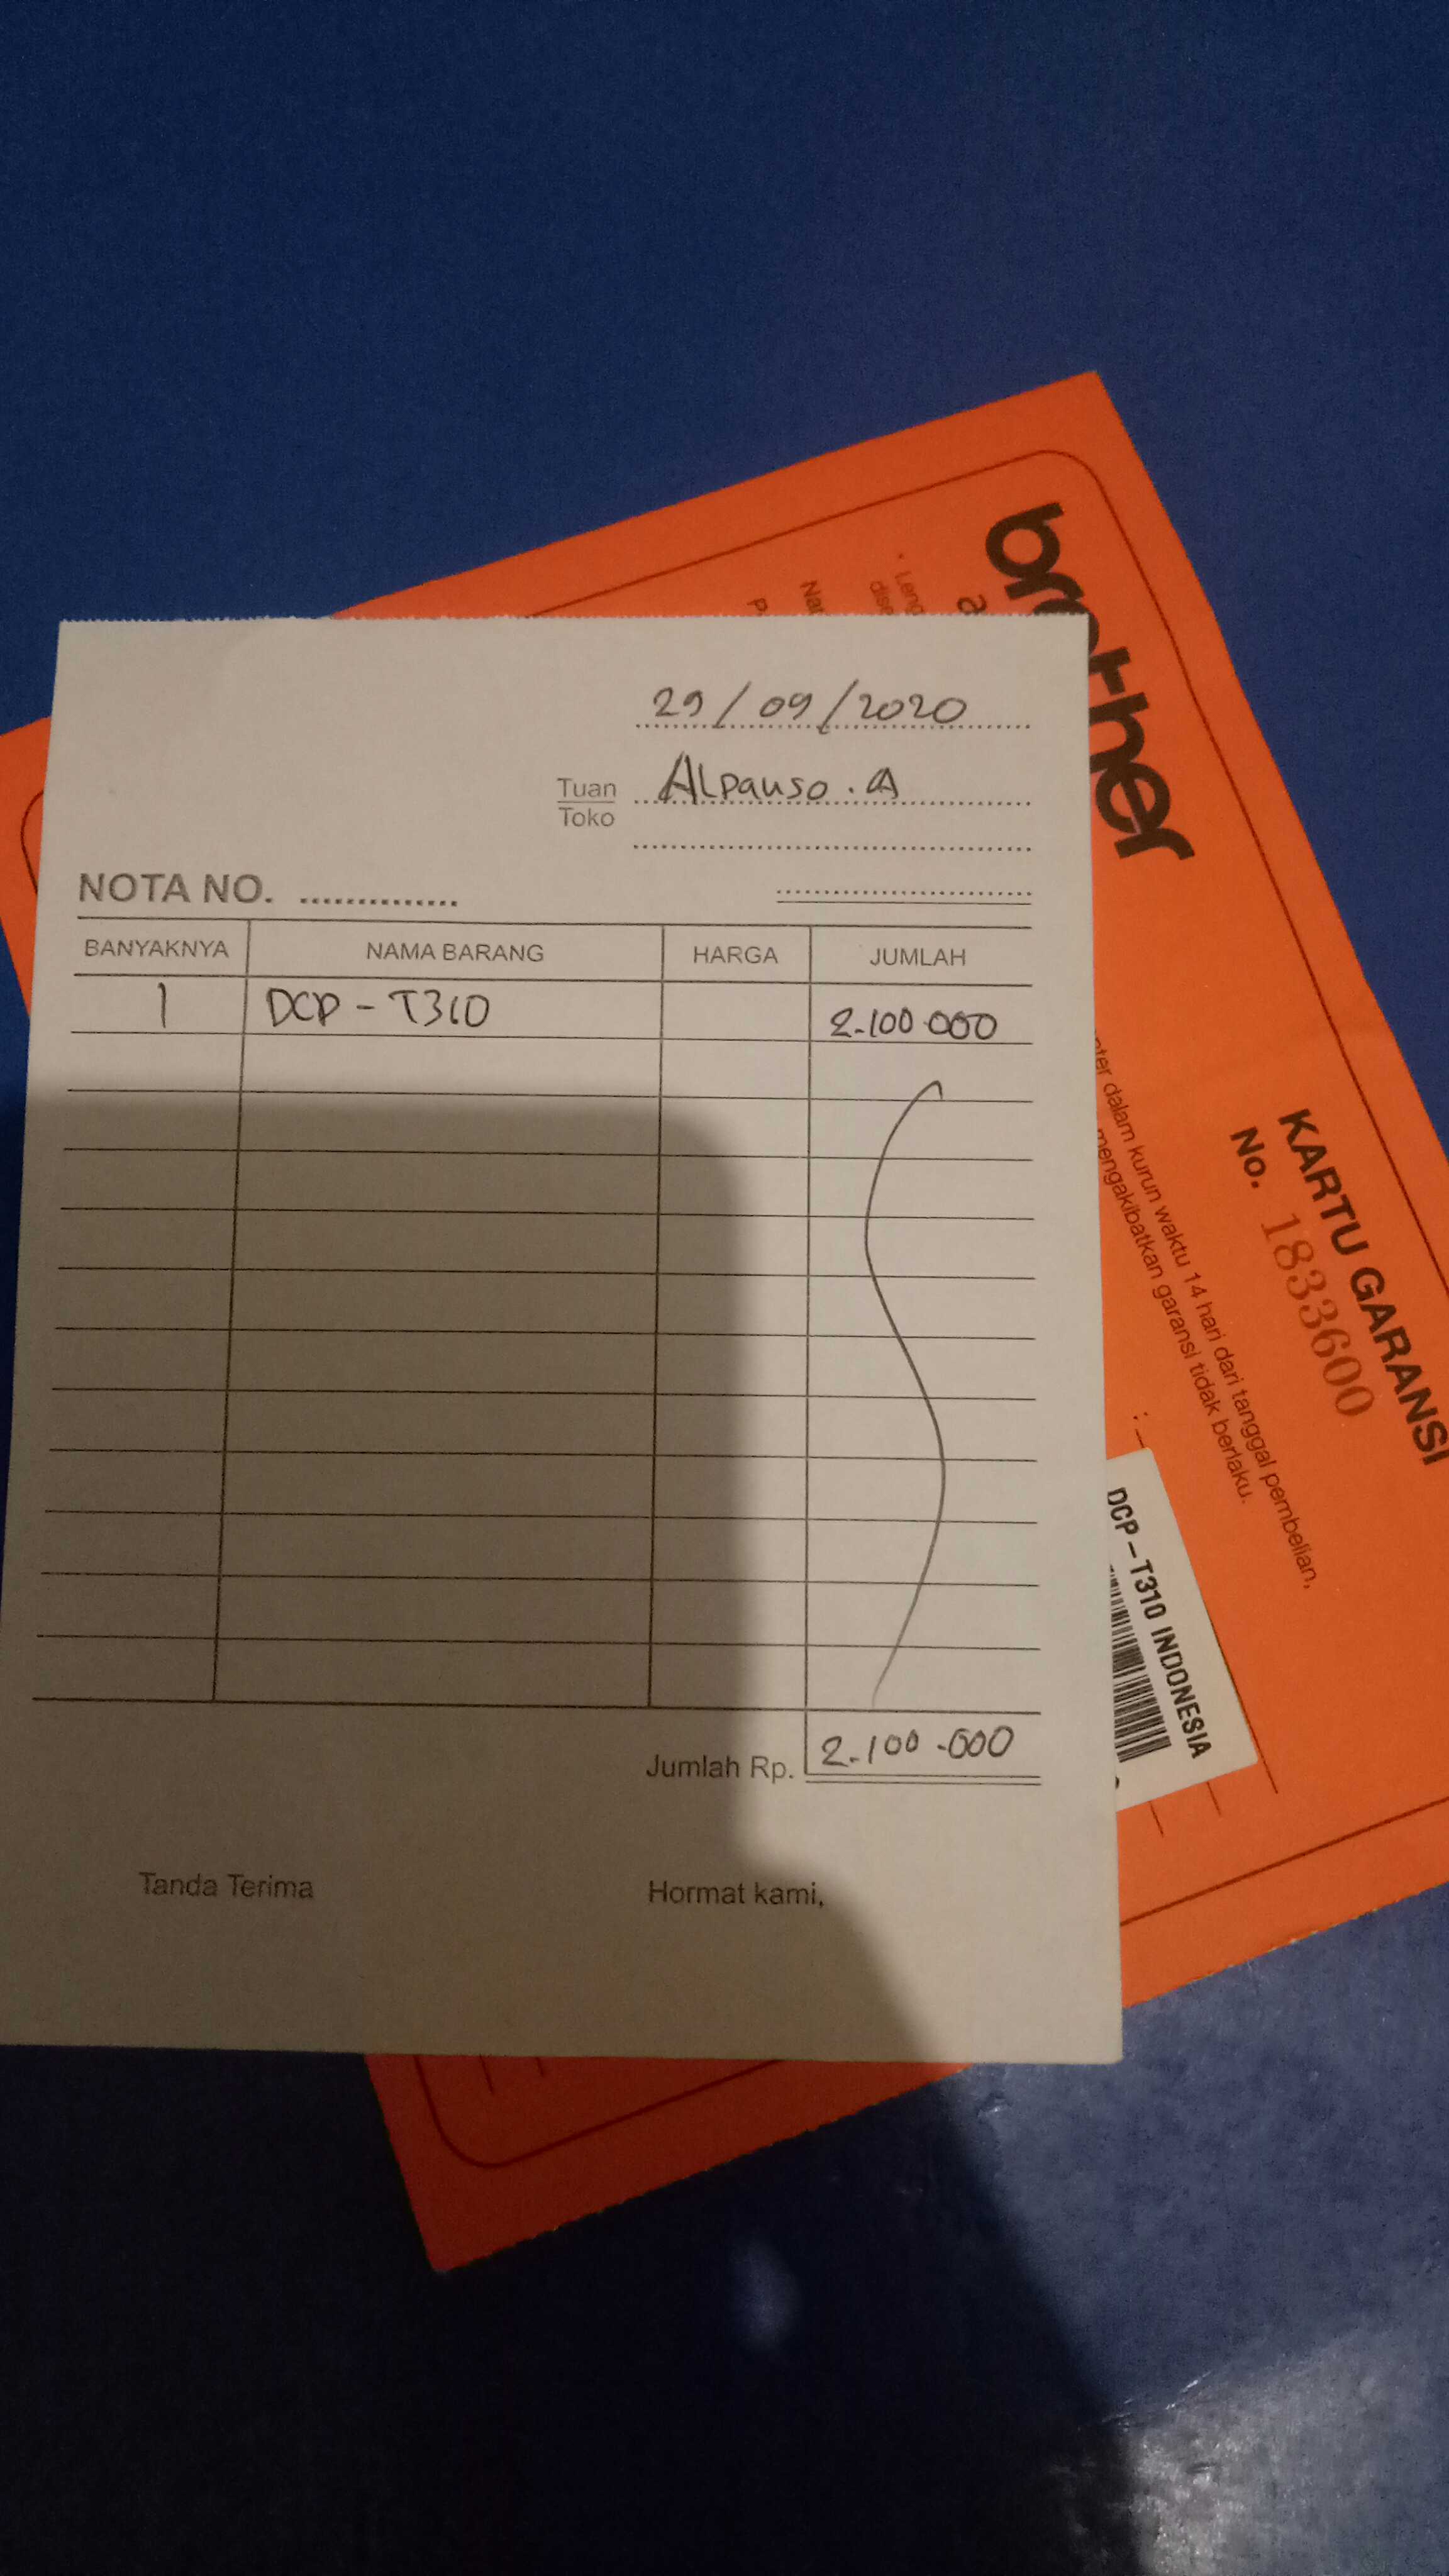 29/09/2020
Tuan Alpauso. A
Toko
NOTA NO. ..............
BANYAKNYA NAMA BARANG HARGA JUMLAH
1 DCP - T310 2.100.000
Jumlah Rp. 2.100.000
Tanda Terima Hormat kami,
brother
KARTU GARANSI
No. 1833600
dalam kurun waktu 14 hari dari tanggal pembelian,
mengakibatkan garansi tidak berlaku.
DCP-T310 INDONESIA